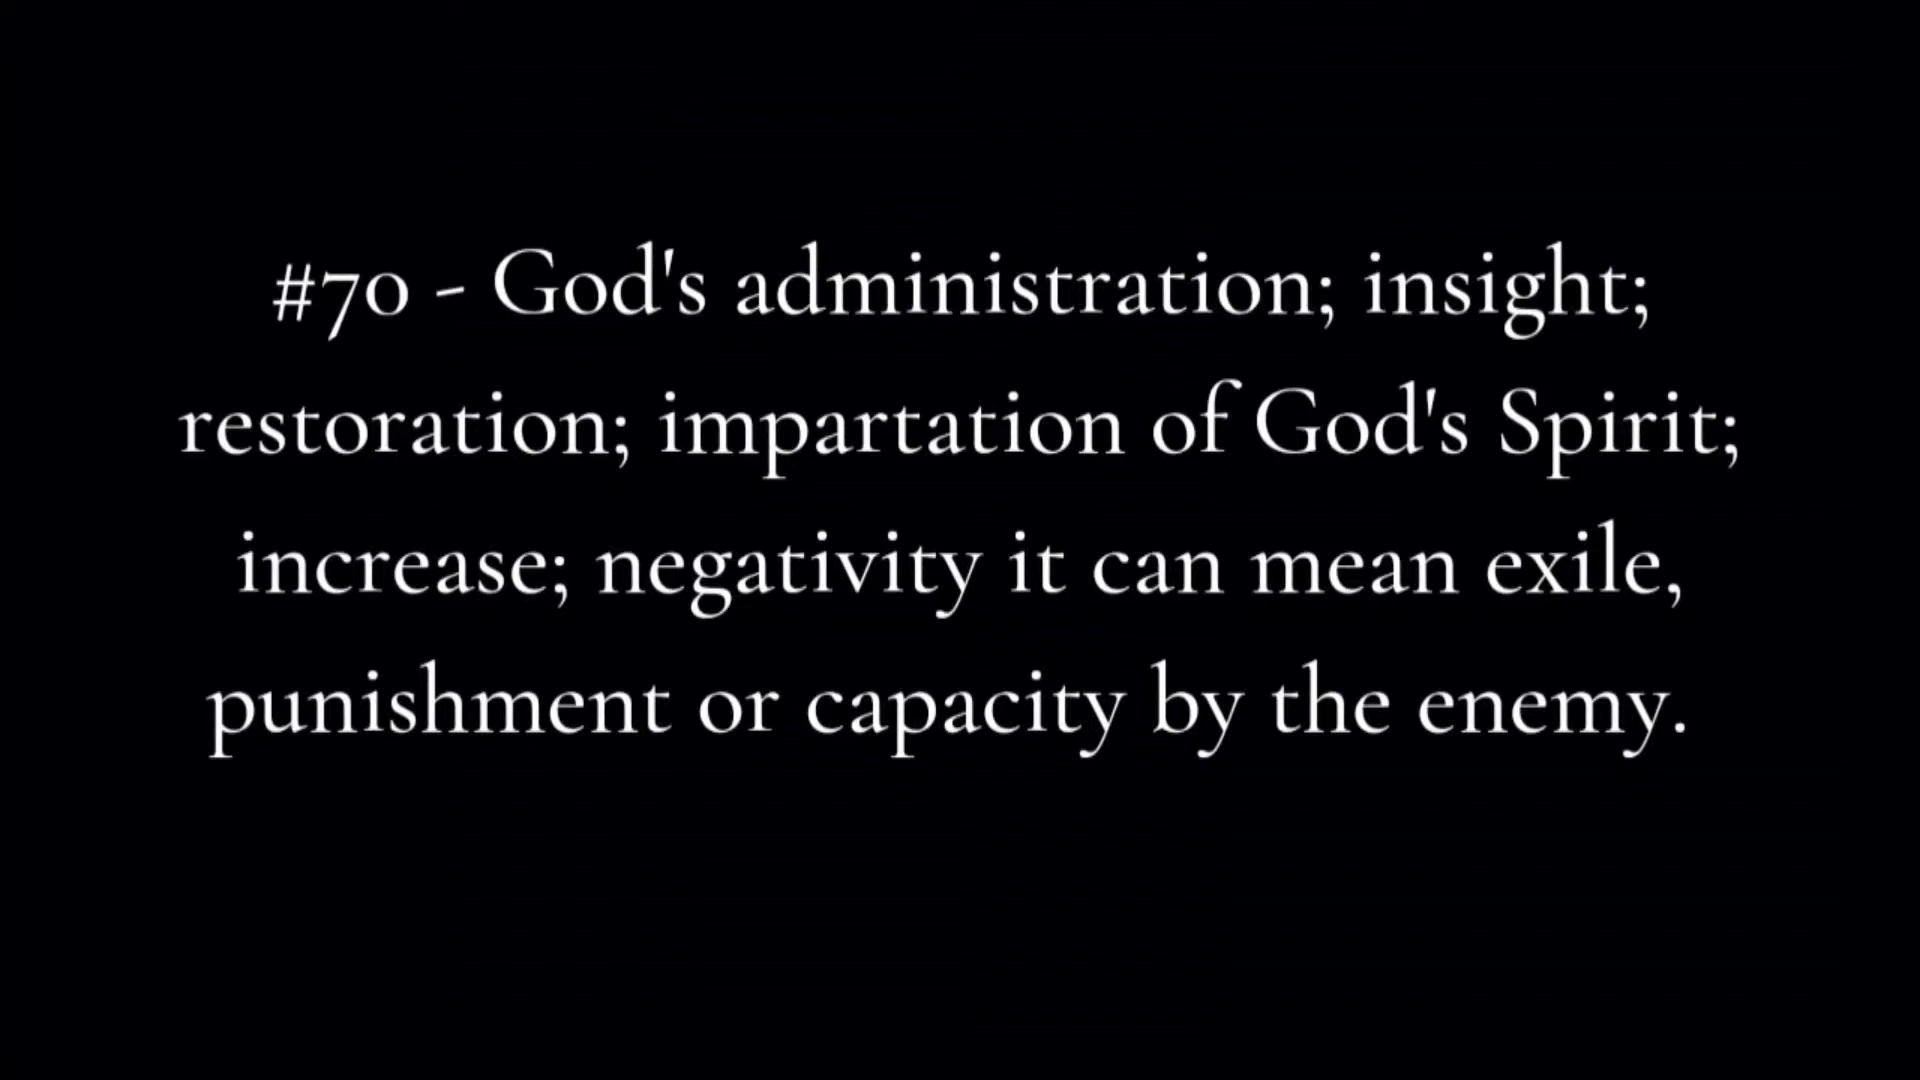 #70 - God's administration; insight;
restoration; impartation of God's Spirit;
increase; negativity it can mean exile,
punishment or capacity by the enemy.